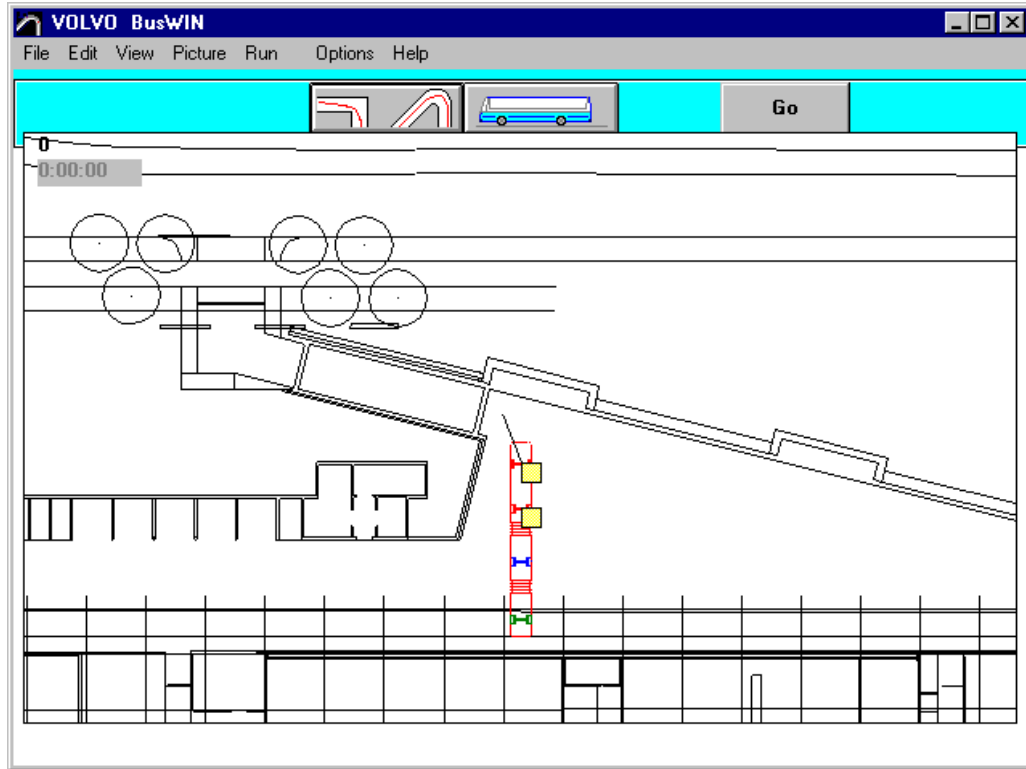 VOLVO BusWIN
File Edit View Picture Run Options Help
Go
0
0:00:00